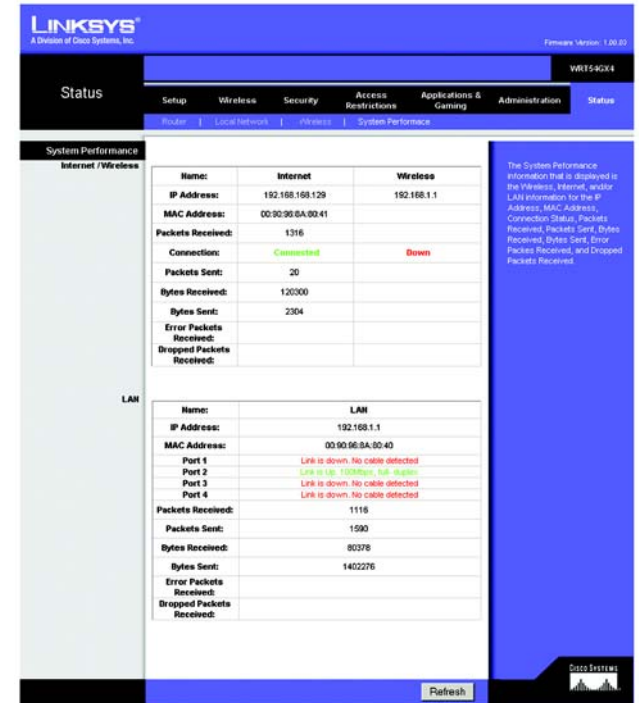 LINKSYS®
A Division of Cisco Systems, Inc.
Firmware Version: 1.00.03
WRT54GX4
Status
Setup Wireless Security Access Restrictions Applications & Gaming Administration Status
Router | Local Network | Wireless | System Performace
System Performance
Internet / Wireless
Name: Internet Wireless
IP Address: 192.168.168.129 192.168.1.1
MAC Address: 00:90:96:8A:80:41
Packets Received: 1316
Connection: Connected Down
Packets Sent: 20
Bytes Received: 120300
Bytes Sent: 2304
Error Packets Received:
Dropped Packets Received:
The System Peformance
information that is displayed is
the Wireless, Internet, and/or
LAN information for the IP
Address, MAC Address,
Connection Status, Packets
Received, Packets Sent, Bytes
Received, Bytes Sent, Error
Packes Received, and Dropped
Packets Received.
LAN
Name: LAN
IP Address: 192.168.1.1
MAC Address: 00:90:96:8A:80:40
Port 1 Link is down. No cable detected
Port 2 Link is Up. 100Mbps, full- duplex
Port 3 Link is down. No cable detected
Port 4 Link is down. No cable detected
Packets Received: 1116
Packets Sent: 1590
Bytes Received: 80378
Bytes Sent: 1402276
Error Packets Received:
Dropped Packets Received:
Refresh
CISCO SYSTEMS